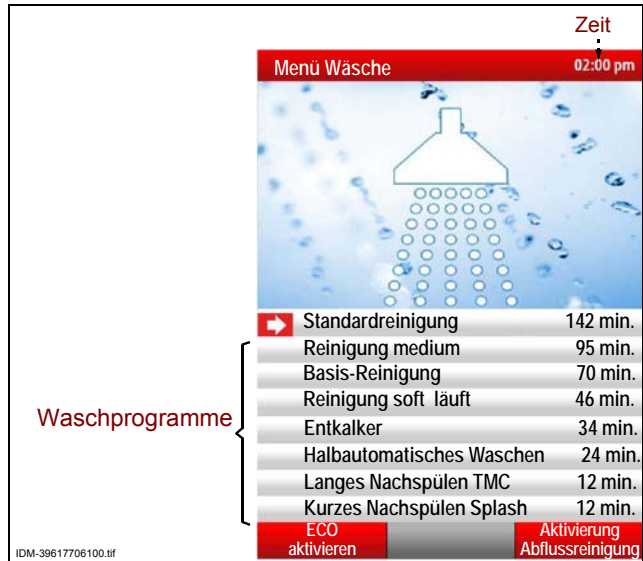 Zeit
Menü Wäsche 02:00 pm
Standardreinigung 142 min.
Reinigung medium 95 min.
Basis-Reinigung 70 min.
Reinigung soft läuft 46 min.
Waschprogramme
Entkalker 34 min.
Halbautomatisches Waschen 24 min.
Langes Nachspülen TMC 12 min.
Kurzes Nachspülen Splash 12 min.
ECO
aktivieren
Aktivierung
Abflussreinigung
IDM-39617706100.tif